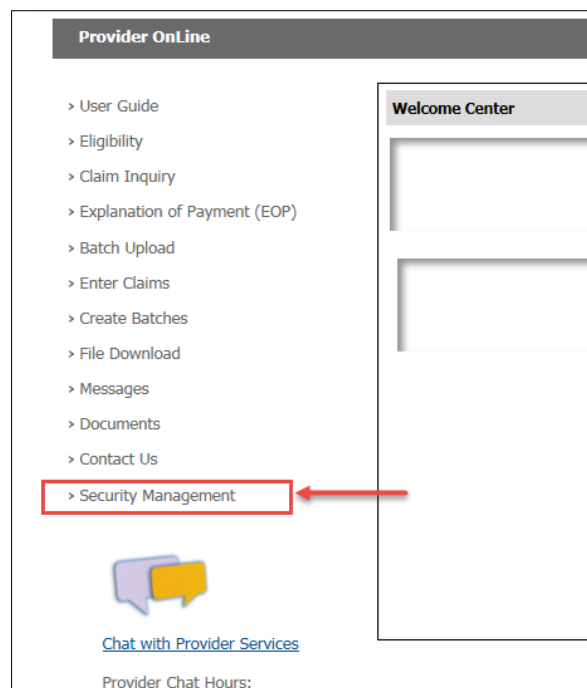 Provider OnLine
> User Guide
> Eligibility
> Claim Inquiry
> Explanation of Payment (EOP)
> Batch Upload
> Enter Claims
> Create Batches
> File Download
> Messages
> Documents
> Contact Us
> Security Management
Chat with Provider Services
Provider Chat Hours:
Welcome Center